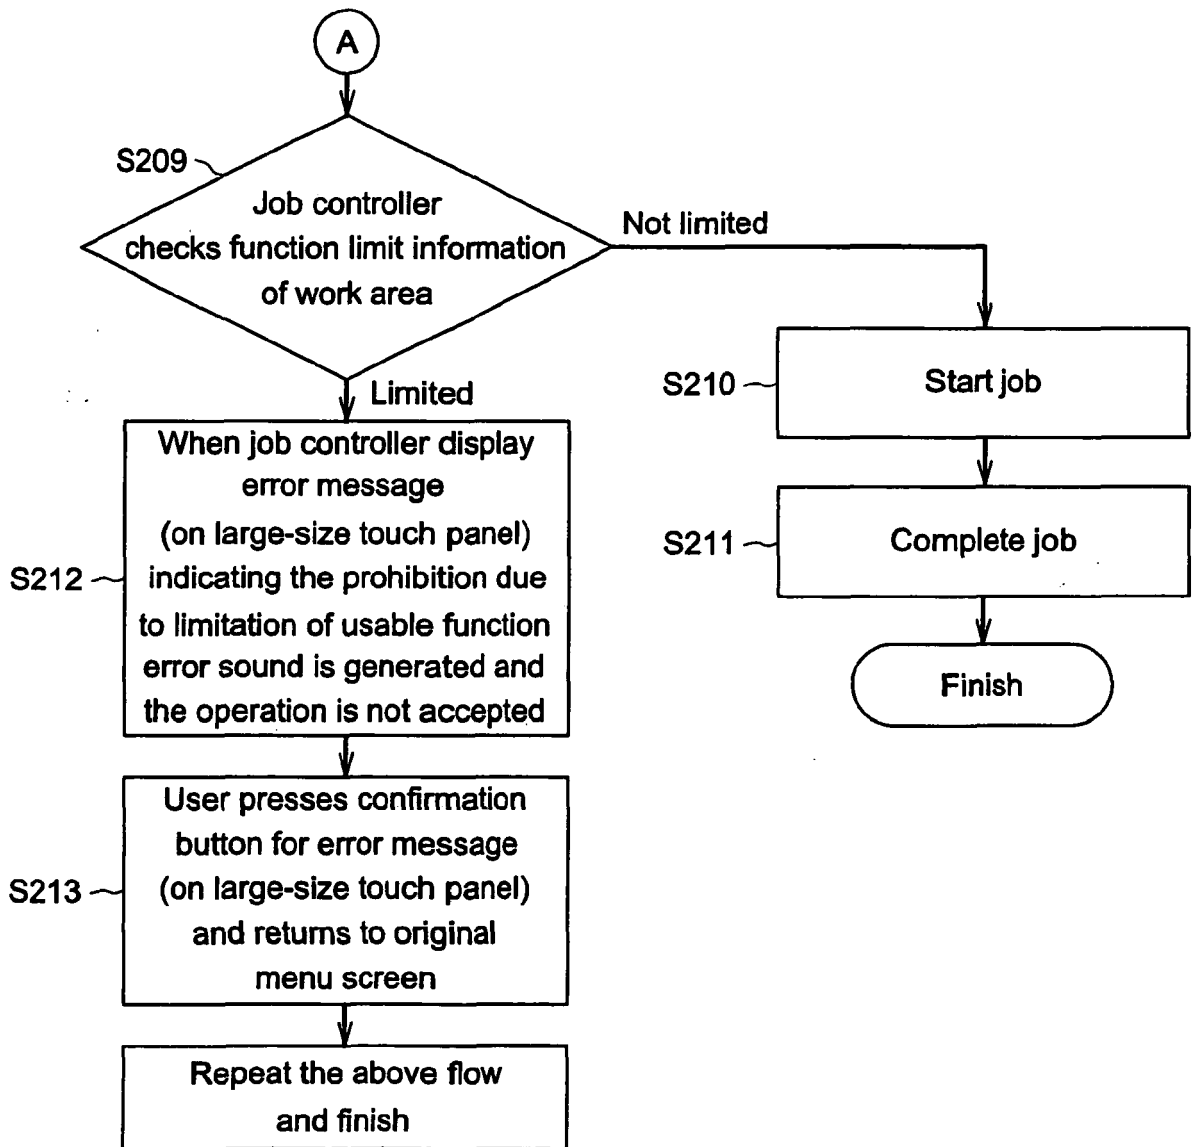 A
S209
Job controller
checks function limit information
of work area
Not limited
Limited
S210
Start job
S211
Complete job
Finish
S212
When job controller display
error message
(on large-size touch panel)
indicating the prohibition due
to limitation of usable function
error sound is generated and
the operation is not accepted
S213
User presses confirmation
button for error message
(on large-size touch panel)
and returns to original
menu screen
Repeat the above flow
and finish